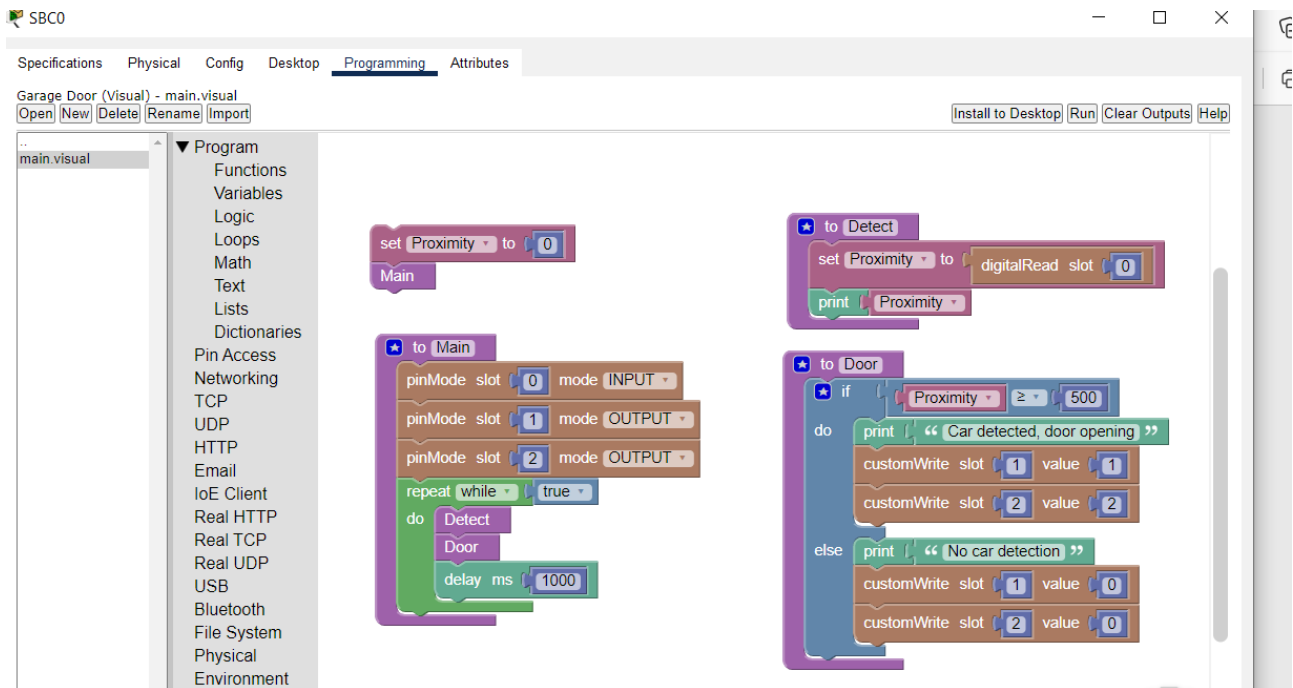 SBC0
Specifications Physical Config Desktop Programming Attributes
Garage Door (Visual) - main.visual
Open New Delete Rename Import
Install to Desktop Run Clear Outputs Help
..
main.visual
Program
Functions
Variables
Logic
Loops
Math
Text
Lists
Dictionaries
Pin Access
Networking
TCP
UDP
HTTP
Email
IoE Client
Real HTTP
Real TCP
Real UDP
USB
Bluetooth
File System
Physical
Environment
set Proximity to 0
Main
to Main
pinMode slot 0 mode INPUT
pinMode slot 1 mode OUTPUT
pinMode slot 2 mode OUTPUT
repeat while true
do Detect
Door
delay ms 1000
to Detect
set Proximity to digitalRead slot 0
print Proximity
to Door
if Proximity ≥ 500
do print “ Car detected, door opening ”
customWrite slot 1 value 1
customWrite slot 2 value 2
else print “ No car detection ”
customWrite slot 1 value 0
customWrite slot 2 value 0